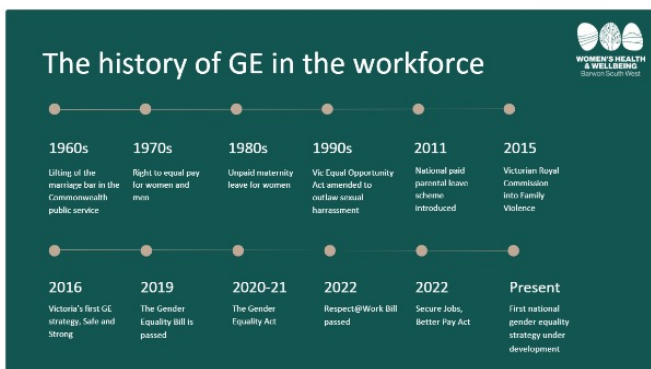 The history of GE in the workforce
WOMEN'S HEALTH
& WELLBEING
Barwon South West
1960s
Lifting of the
marriage bar in the
Commonwealth
public service
1970s
Right to equal pay
for women and
men
1980s
Unpaid maternity
leave for women
1990s
Vic Equal Opportunity
Act amended to
outlaw sexual
harrassment
2011
National paid
parental leave
scheme
introduced
2015
Victorian Royal
Commission
into Family
Violence
2016
Victoria's first GE
strategy, Safe and
Strong
2019
The Gender
Equality Bill is
passed
2020-21
The Gender
Equality Act
2022
Respect@Work Bill
passed
2022
Secure Jobs,
Better Pay Act
Present
First national
gender equality
strategy under
development